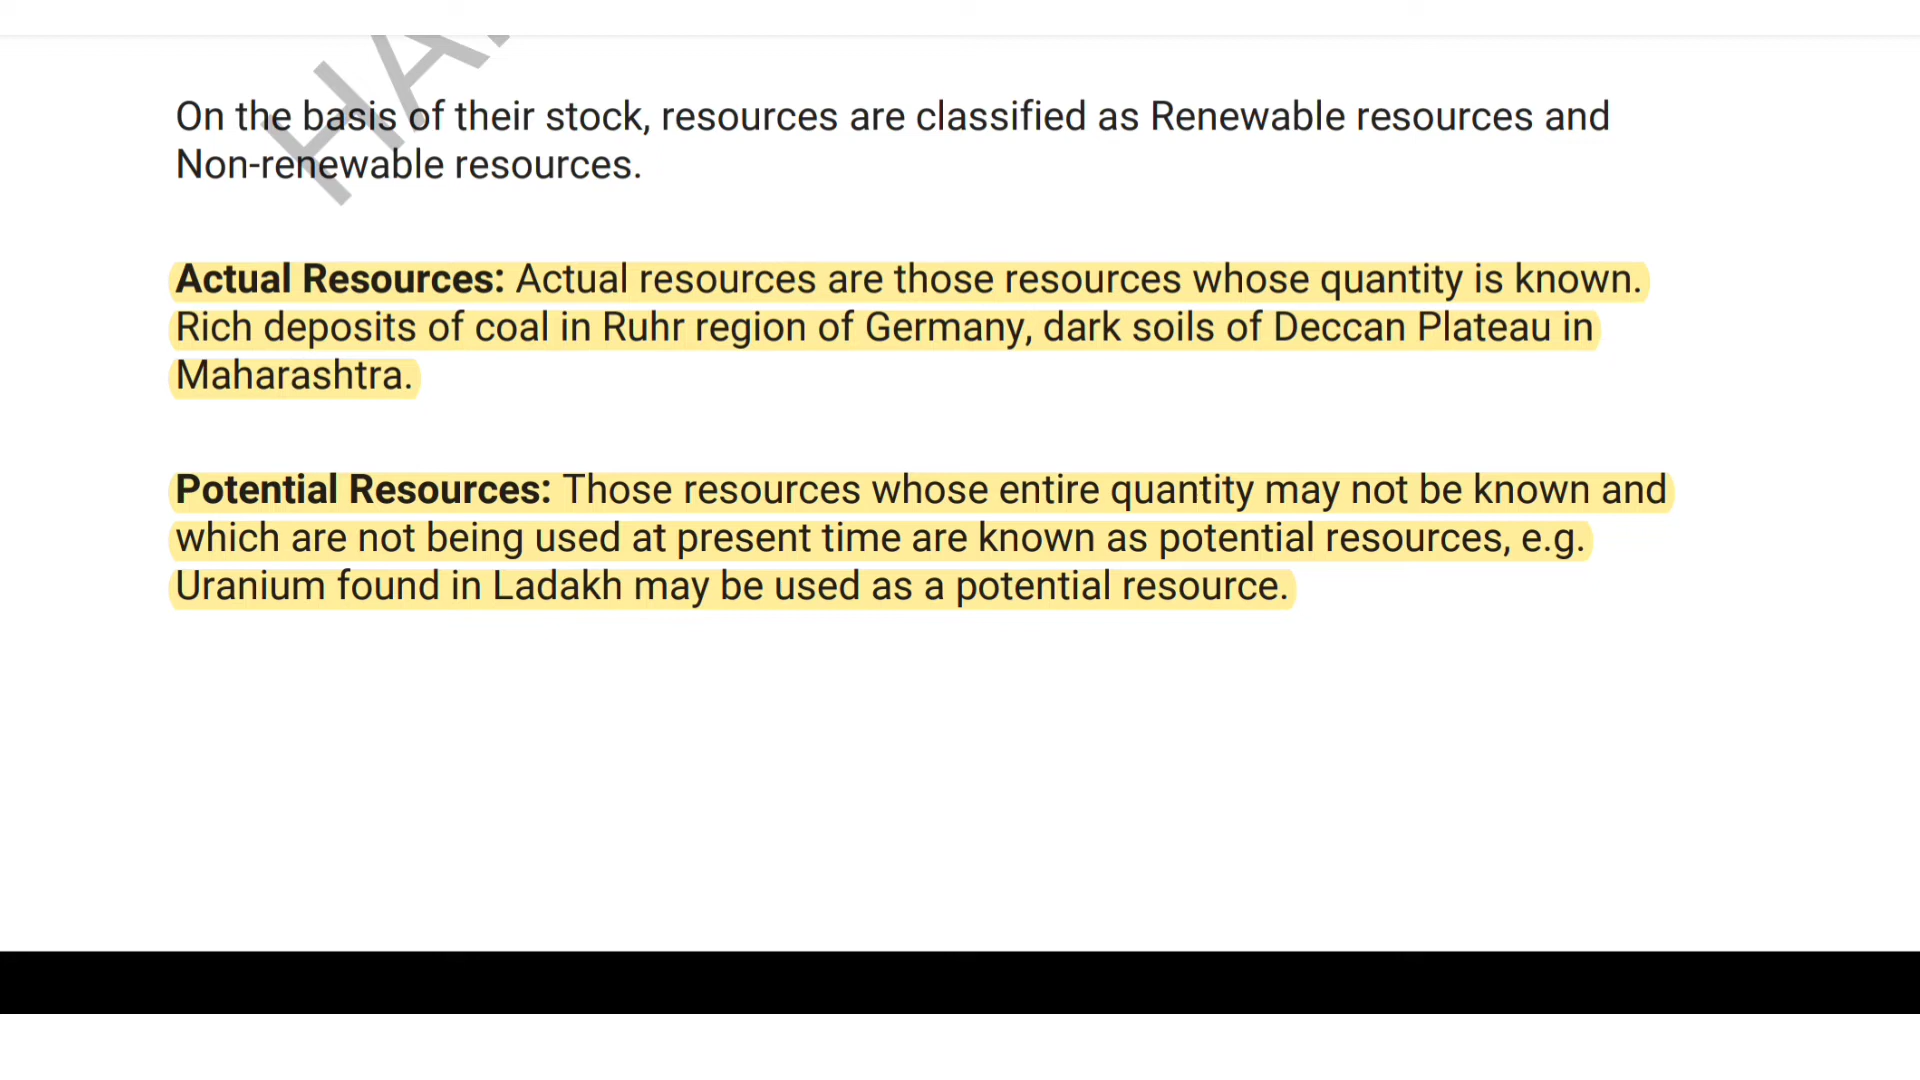 On the basis of their stock, resources are classified as Renewable resources and
Non-renewable resources.
Actual Resources: Actual resources are those resources whose quantity is known.
Rich deposits of coal in Ruhr region of Germany, dark soils of Deccan Plateau in
Maharashtra.
Potential Resources: Those resources whose entire quantity may not be known and
which are not being used at present time are known as potential resources, e.g.
Uranium found in Ladakh may be used as a potential resource.